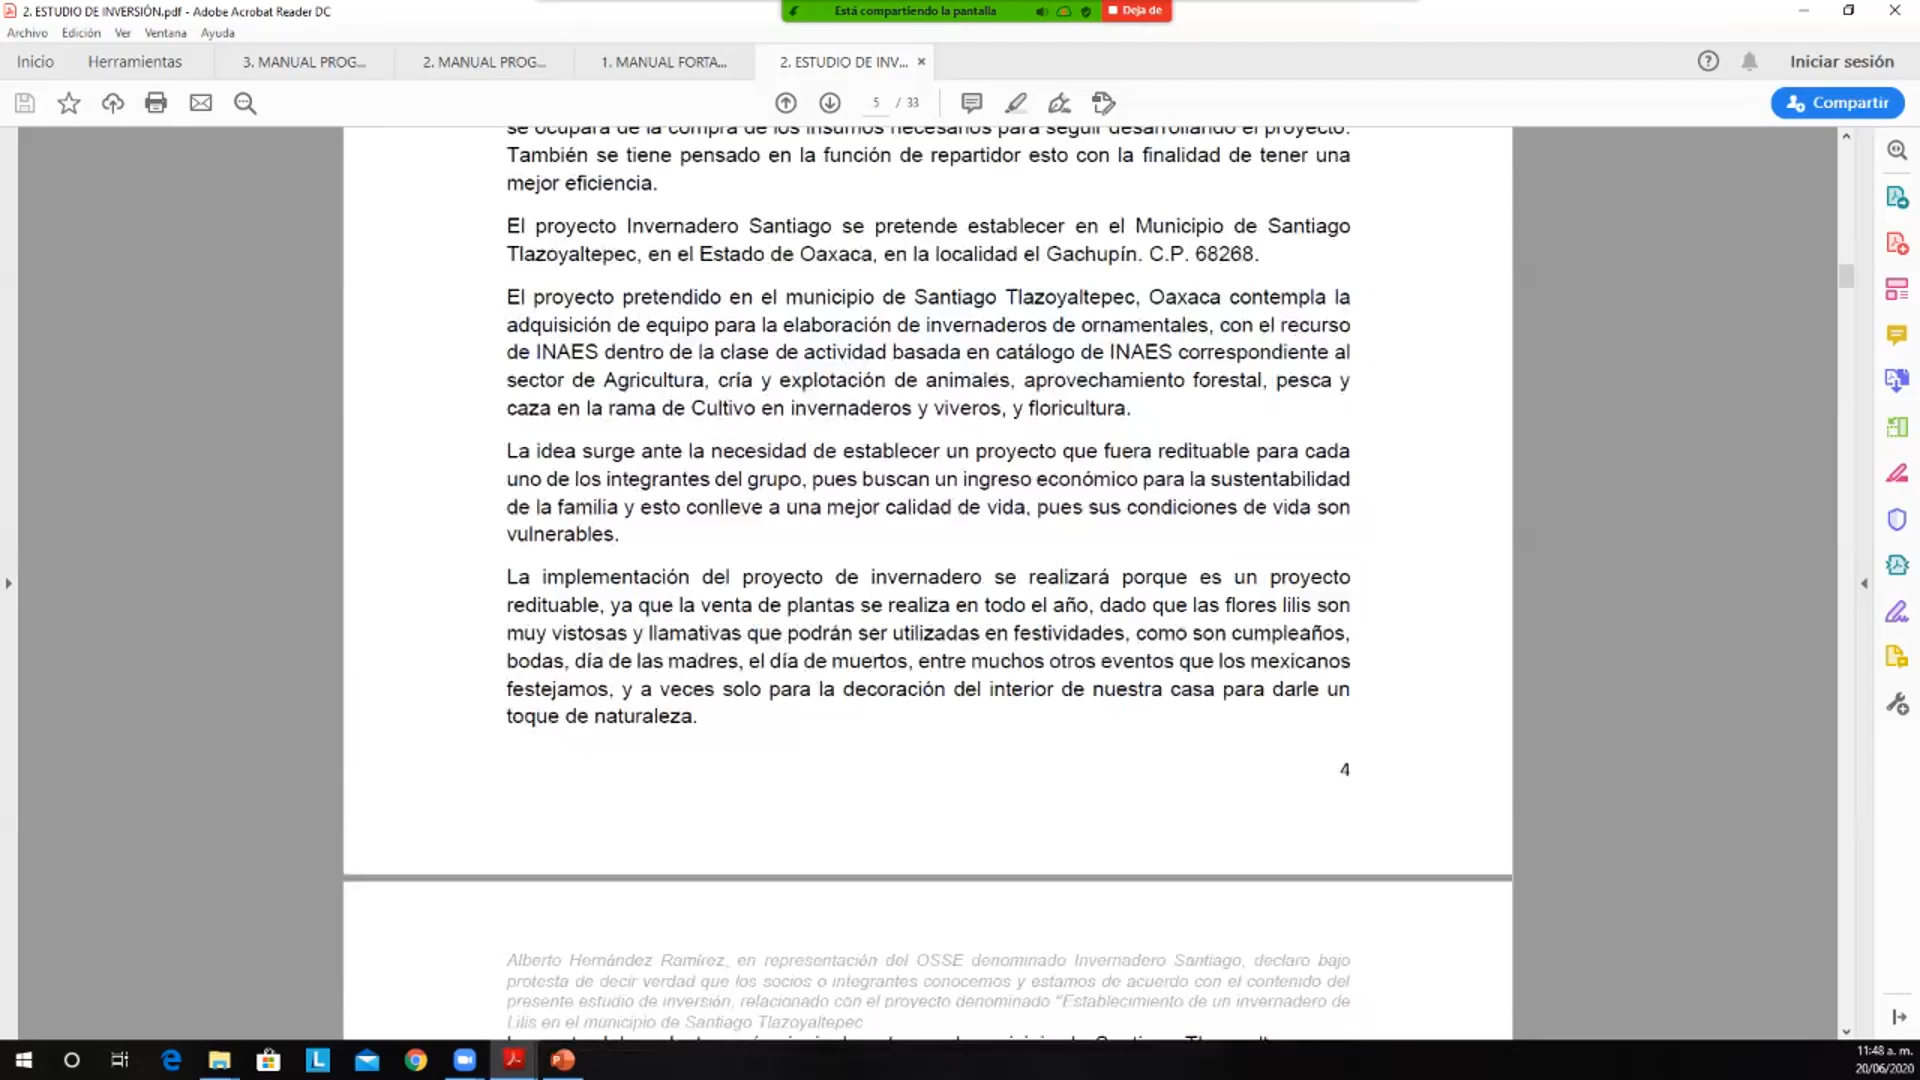 2. ESTUDIO DE INVERSIÓN.pdf - Adobe Acrobat Reader DC
Está compartiendo la pantalla
Deja de
Archivo Edición Ver Ventana Ayuda
Inicio Herramientas 3. MANUAL PROG... 2. MANUAL PROG... 1. MANUAL FORTA... 2. ESTUDIO DE INV... Iniciar sesión
5 / 33 Compartir
se ocupará de la compra de los insumos necesarios para seguir desarrollando el proyecto.
También se tiene pensado en la función de repartidor esto con la finalidad de tener una
mejor eficiencia.
El proyecto Invernadero Santiago se pretende establecer en el Municipio de Santiago
Tlazoyaltepec, en el Estado de Oaxaca, en la localidad el Gachupín. C.P. 68268.
El proyecto pretendido en el municipio de Santiago Tlazoyaltepec, Oaxaca contempla la
adquisición de equipo para la elaboración de invernaderos de ornamentales, con el recurso
de INAES dentro de la clase de actividad basada en catálogo de INAES correspondiente al
sector de Agricultura, cría y explotación de animales, aprovechamiento forestal, pesca y
caza en la rama de Cultivo en invernaderos y viveros, y floricultura.
La idea surge ante la necesidad de establecer un proyecto que fuera redituable para cada
uno de los integrantes del grupo, pues buscan un ingreso económico para la sustentabilidad
de la familia y esto conlleve a una mejor calidad de vida, pues sus condiciones de vida son
vulnerables.
La implementación del proyecto de invernadero se realizará porque es un proyecto
redituable, ya que la venta de plantas se realiza en todo el año, dado que las flores lilis son
muy vistosas y llamativas que podrán ser utilizadas en festividades, como son cumpleaños,
bodas, día de las madres, el día de muertos, entre muchos otros eventos que los mexicanos
festejamos, y a veces solo para la decoración del interior de nuestra casa para darle un
toque de naturaleza.
4
Alberto Hernández Ramírez, en representación del OSSE denominado Invernadero Santiago, declaro bajo
protesta de decir verdad que los socios o integrantes conocemos y estamos de acuerdo con el contenido del
presente estudio de inversión, relacionado con el proyecto denominado "Establecimiento de un invernadero de
Lilis en el municipio de Santiago Tlazoyaltepec
11:48 a. m.
20/06/2020